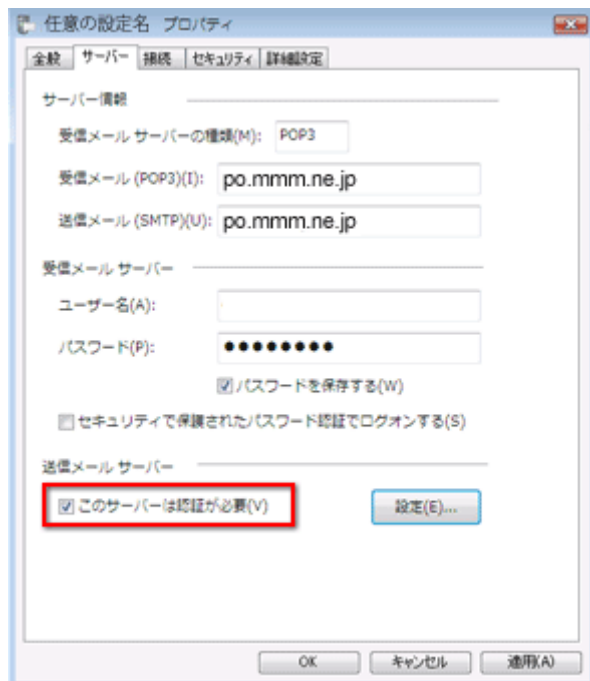 任意の設定名 プロパティ
全般 サーバー 接続 セキュリティ 詳細設定
サーバー情報
受信メール サーバーの種類(M): POP3
受信メール (POP3)(I): po.mmm.ne.jp
送信メール (SMTP)(U): po.mmm.ne.jp
受信メール サーバー
ユーザー名(A):
パスワード(P): ●●●●●●●●
パスワードを保存する(W)
セキュリティで保護されたパスワード認証でログオンする(S)
送信メール サーバー
このサーバーは認証が必要(V) 設定(E)...
OK キャンセル 適用(A)